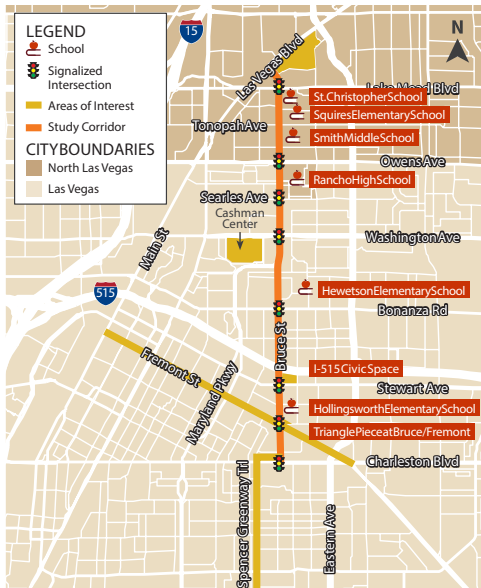 LEGEND
School
Signalized
Intersection
Areas of Interest
Study Corridor
CITYBOUNDARIES
North Las Vegas
Las Vegas
15
N
Las Vegas Blvd
Lake Mead Blvd
St.ChristopherSchool
SquiresElementarySchool
Tonopah Ave
SmithMiddleSchool
Owens Ave
RanchoHighSchool
Searles Ave
Cashman
Center
Washington Ave
Main St
515
HewetsonElementarySchool
Bonanza Rd
Bruce St
Fremont St
I-515CivicSpace
Stewart Ave
Maryland Pkwy
HollingsworthElementarySchool
TrianglePieceatBruce/Fremont
Charleston Blvd
Spencer Greenway Trl
Eastern Ave